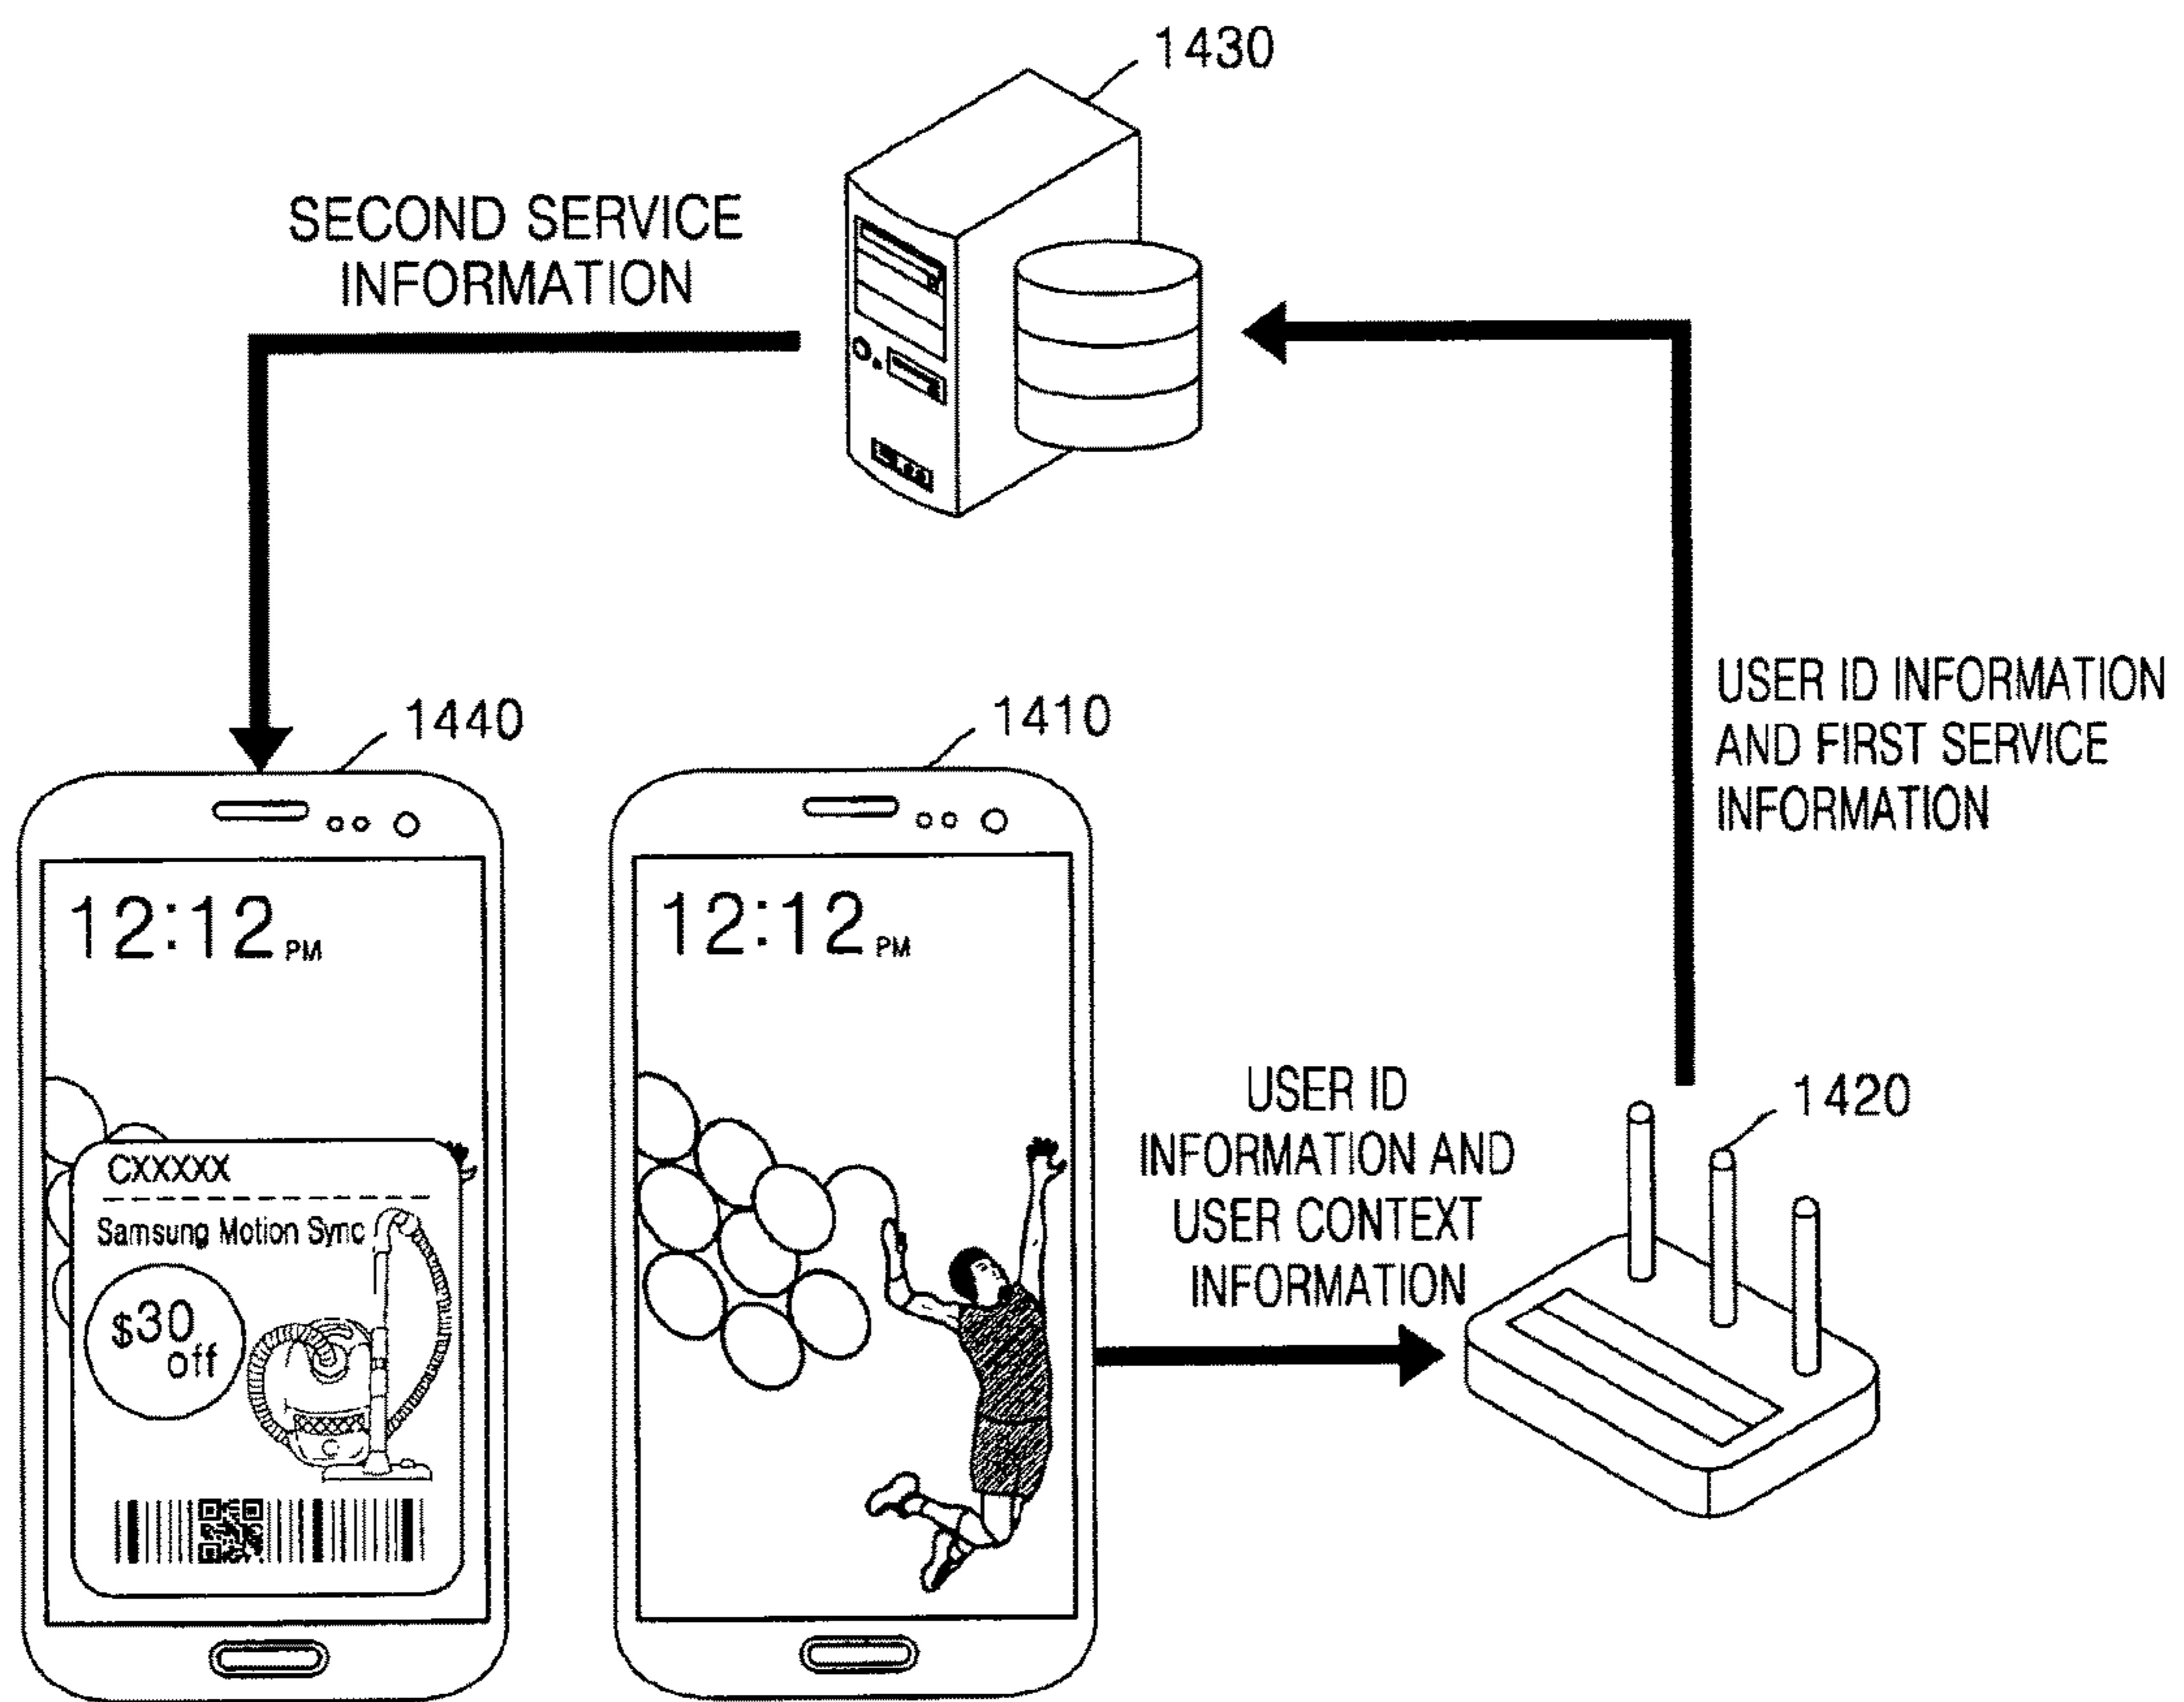 1430
SECOND SERVICE
INFORMATION
USER ID INFORMATION
AND FIRST SERVICE
INFORMATION
1440
1410
12:12 PM
12:12 PM
USER ID
INFORMATION AND
USER CONTEXT
INFORMATION
1420
CXXXXX
Samsung Motion Sync
$30
off